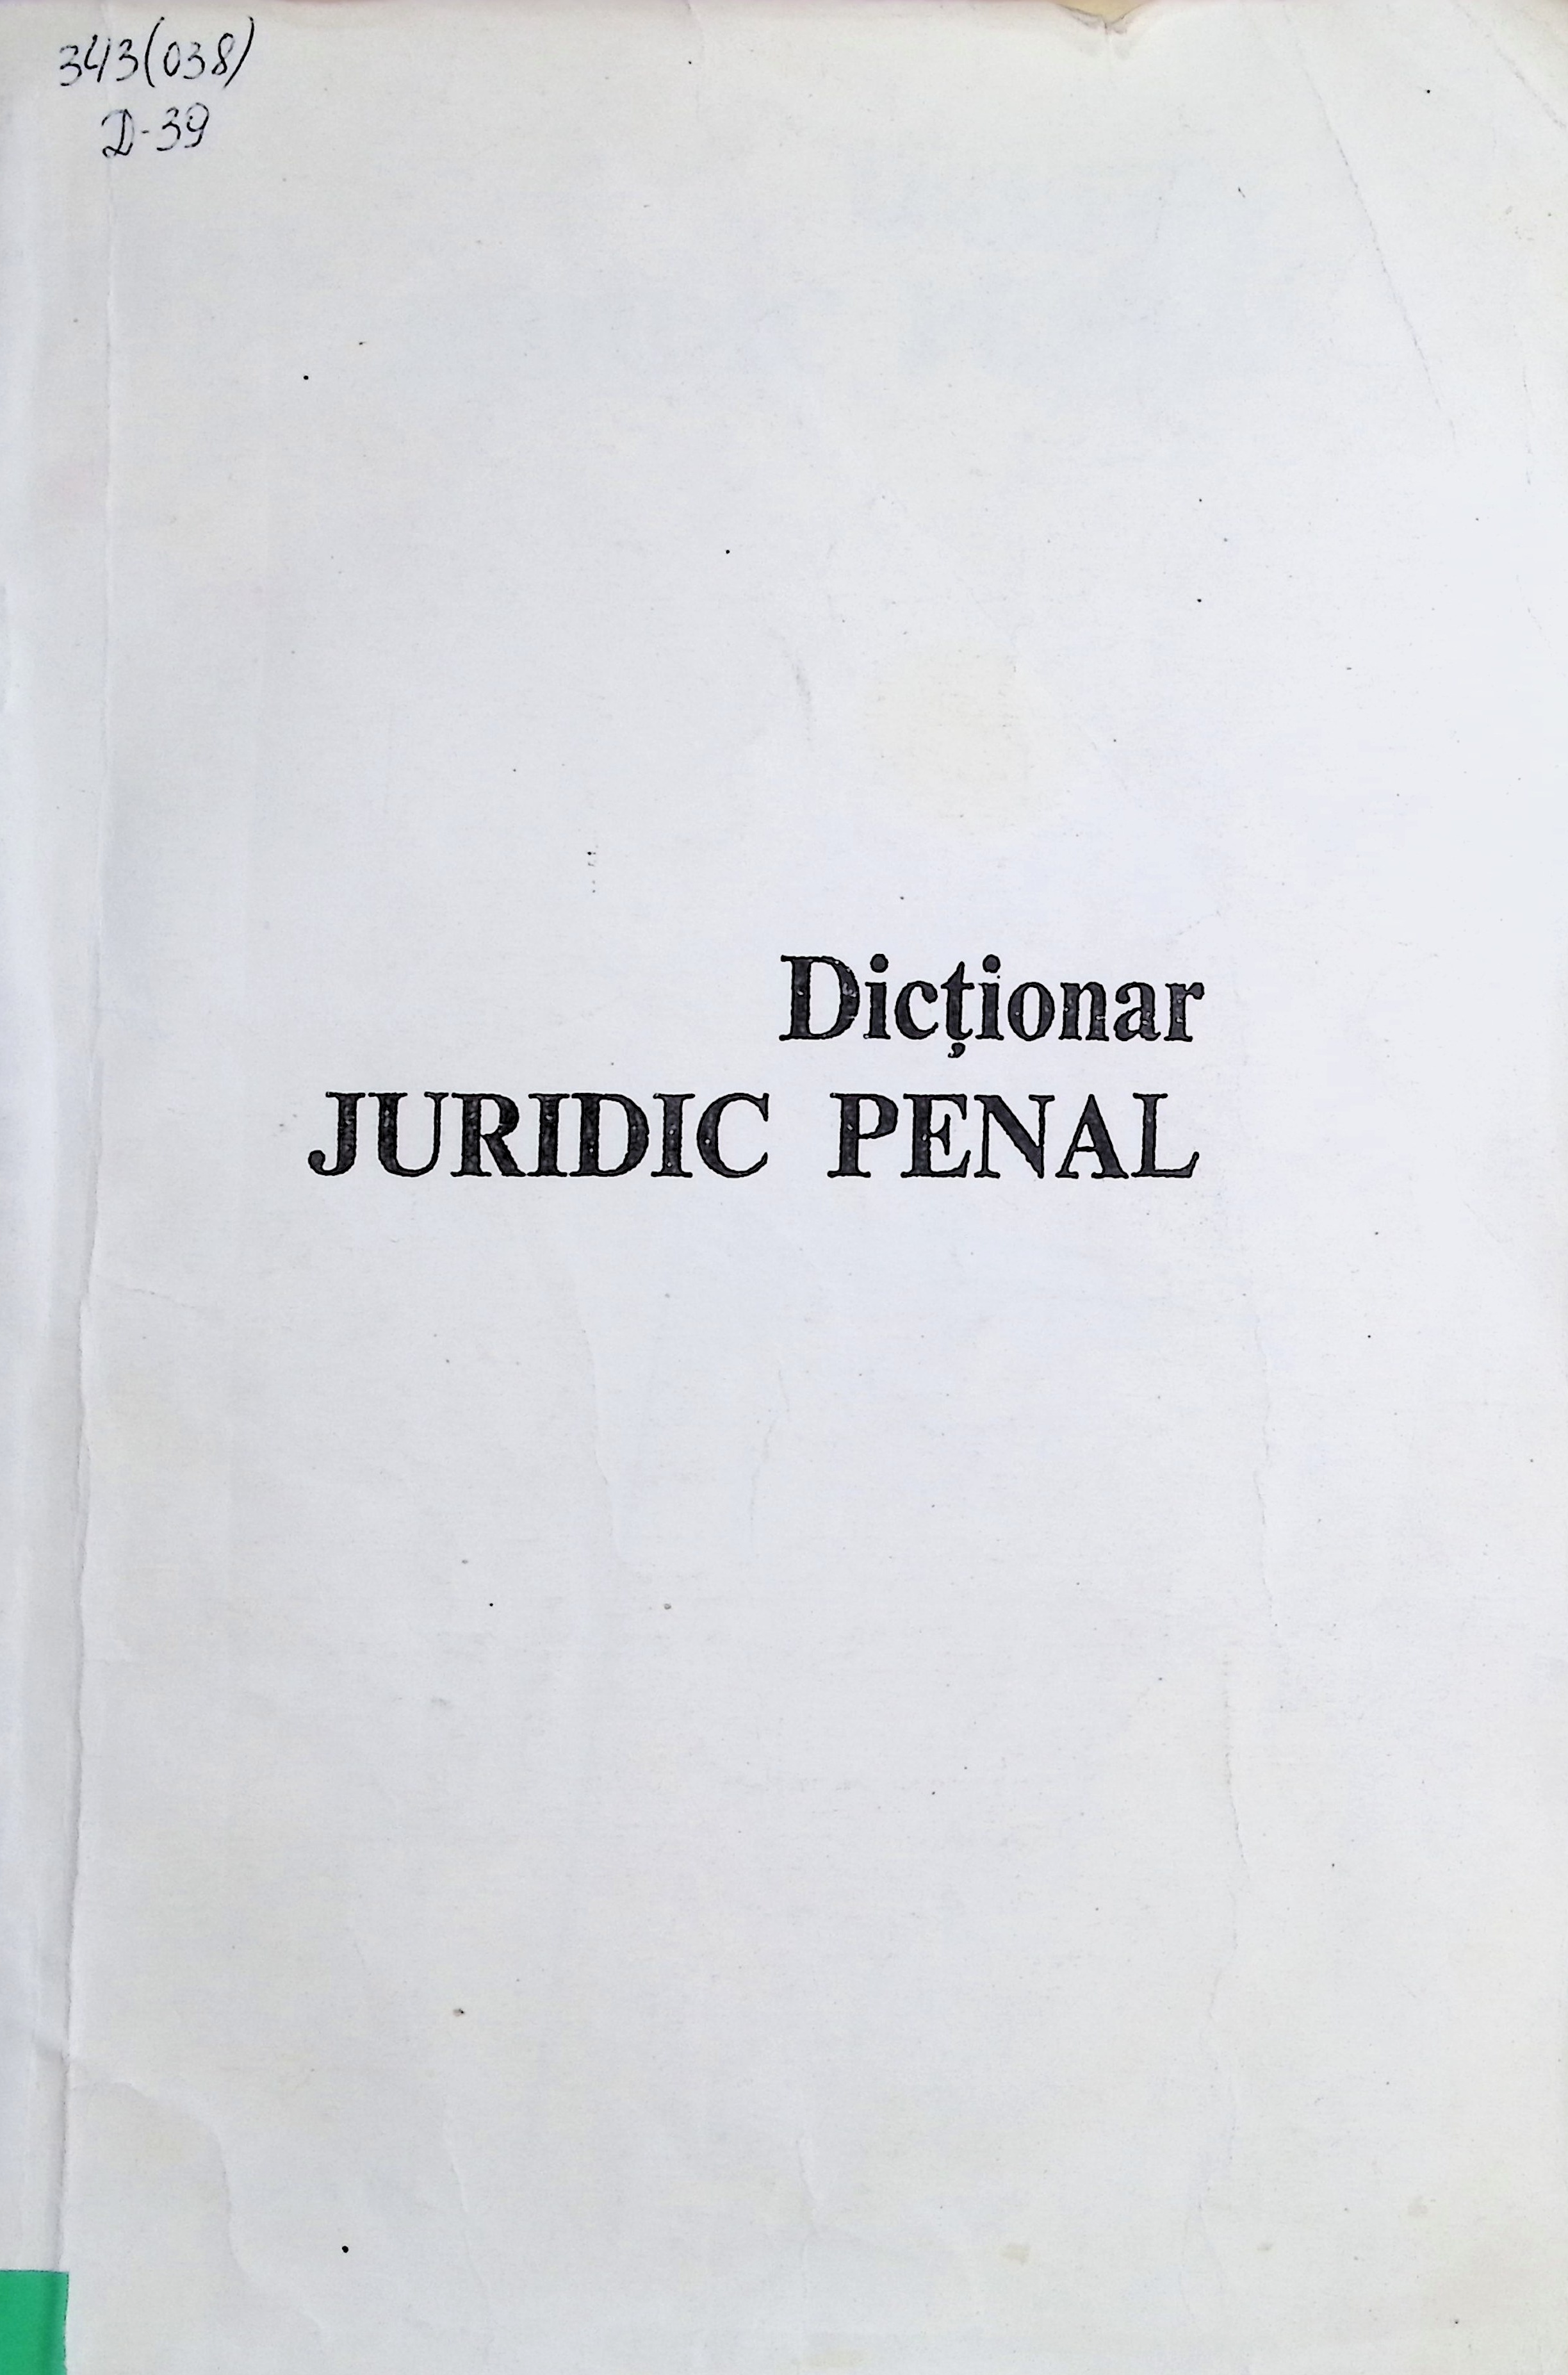 343(038)
D-39
Dicționar
JURIDIC PENAL